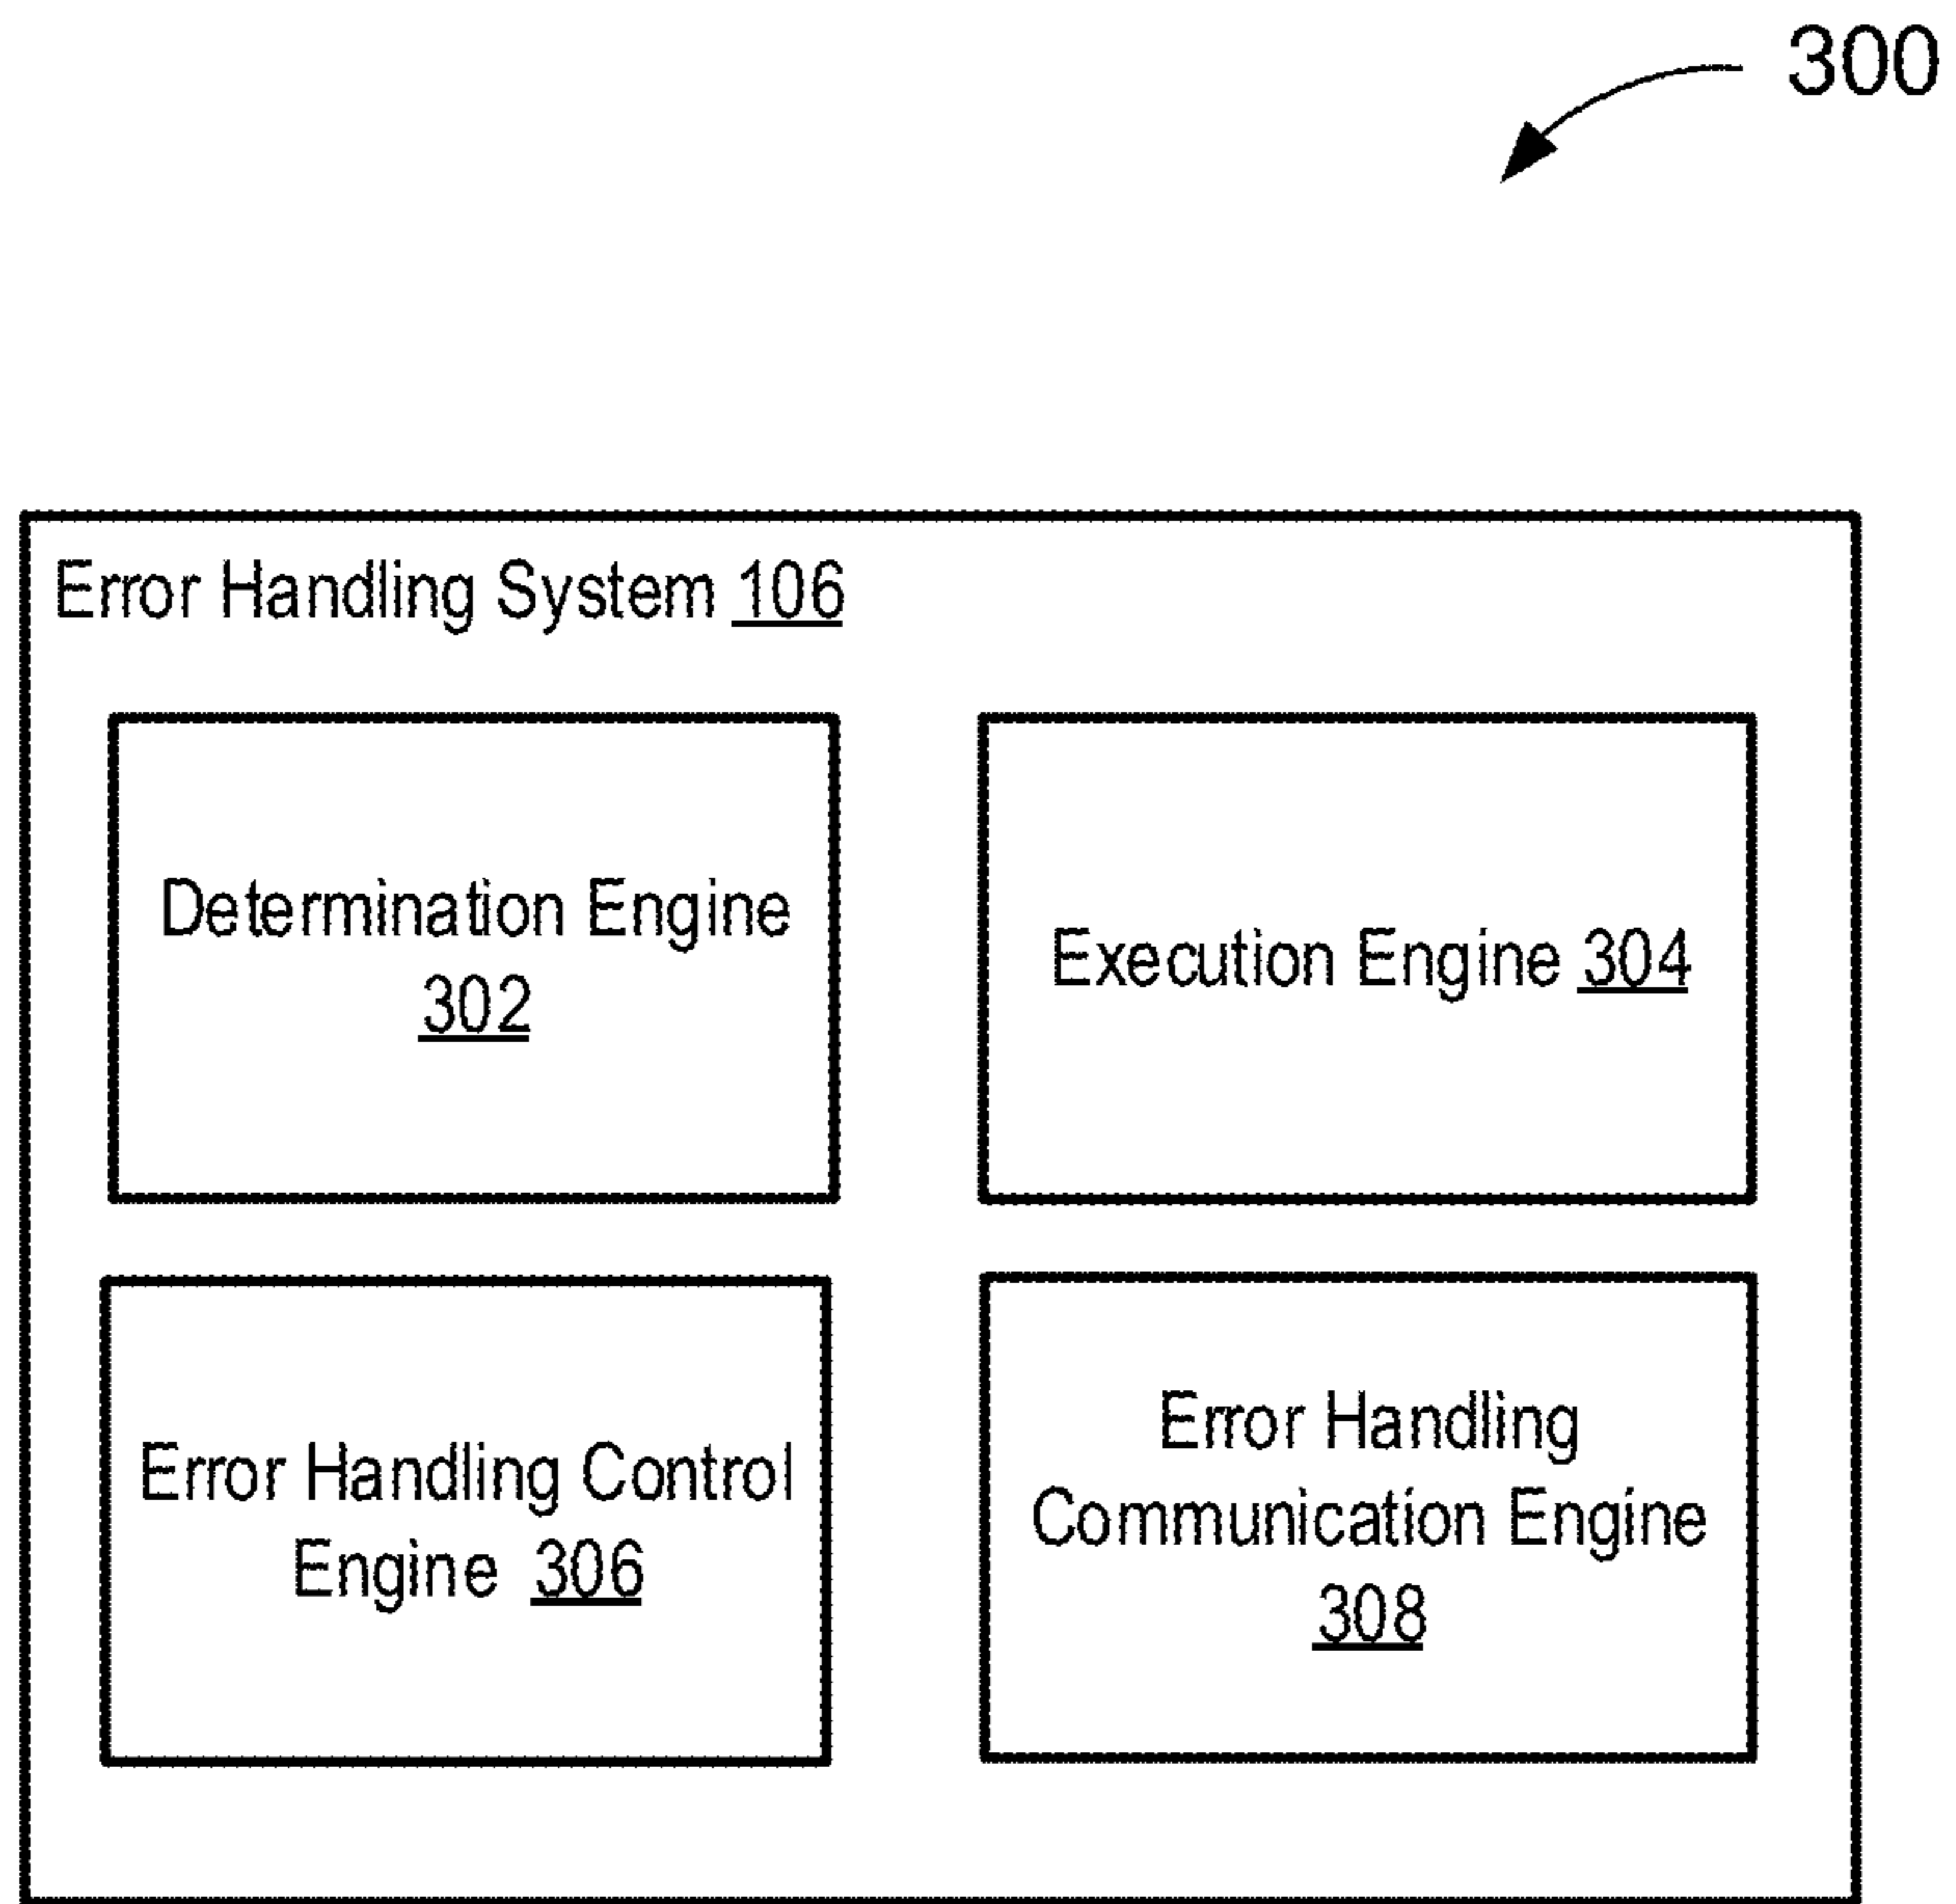 300
Error Handling System 106
Determination Engine
302
Execution Engine 304
Error Handling Control
Engine 306
Error Handling
Communication Engine
308